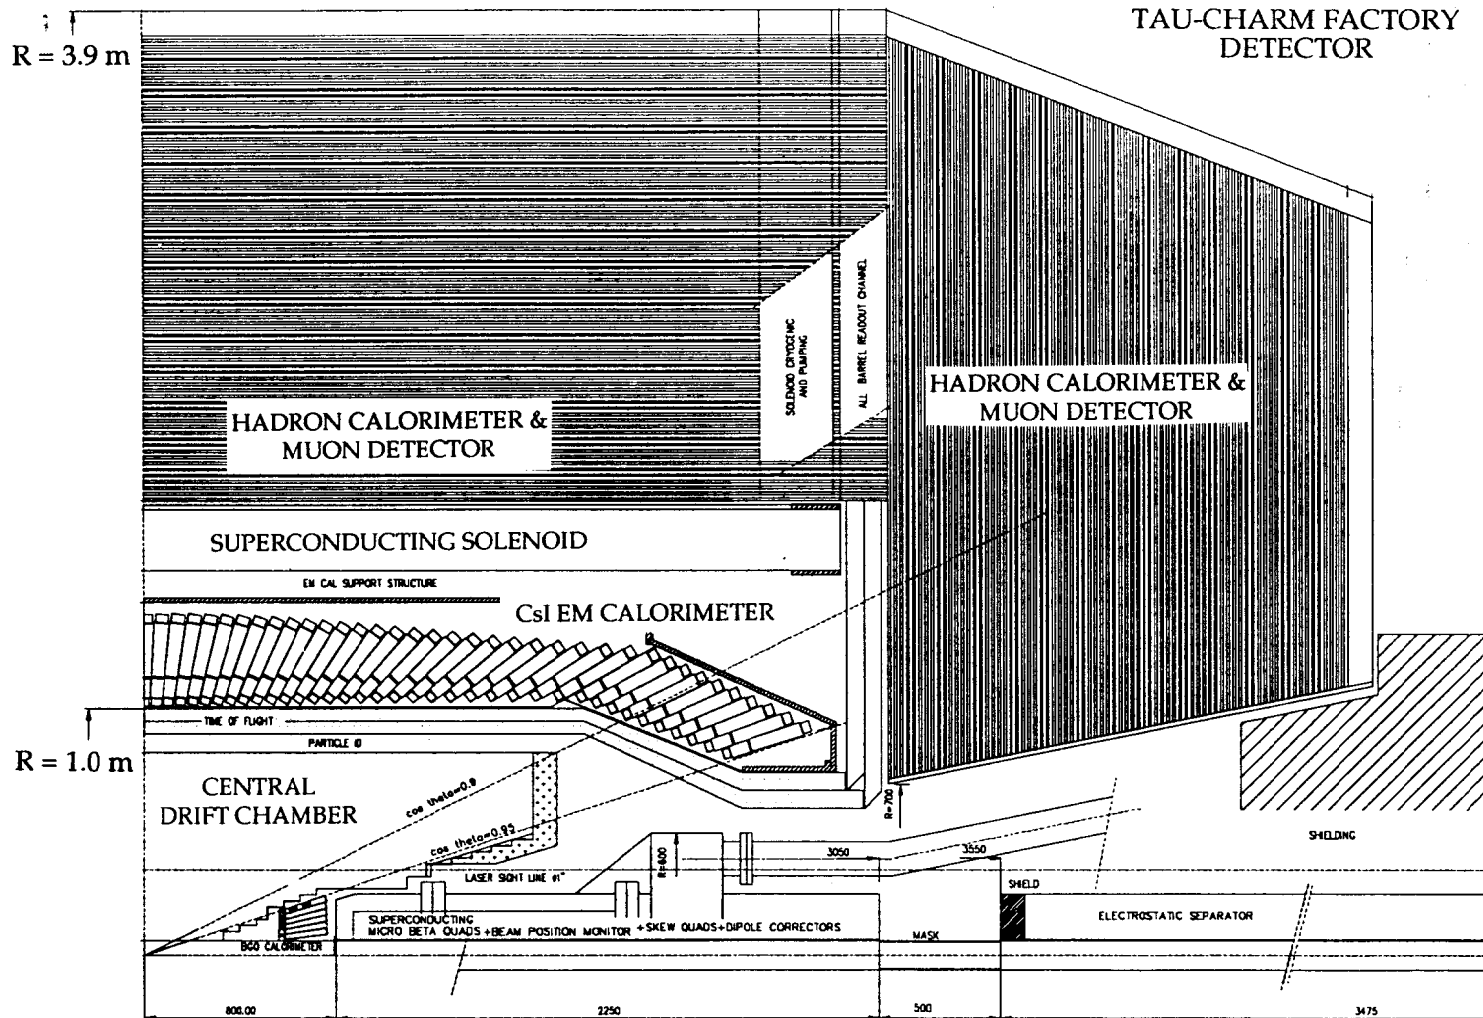 TAU-CHARM FACTORY
DETECTOR
R = 3.9 m
SOLENOID CRYOGENIC
AND PUMPING
ALL BARREL READOUT CHANNEL
HADRON CALORIMETER &
MUON DETECTOR
HADRON CALORIMETER &
MUON DETECTOR
SUPERCONDUCTING SOLENOID
EM CAL SUPPORT STRUCTURE
CsI EM CALORIMETER
TIME OF FLIGHT
PARTICLE ID
R = 1.0 m
CENTRAL
DRIFT CHAMBER
cos theta=0.9
cos theta=0.95
R=700
R=600
3050
3550
SHIELDING
LASER SIGHT LINE
SHIELD
SUPERCONDUCTING
MICRO BETA QUADS +BEAM POSITION MONITOR +SKEW QUADS+DIPOLE CORRECTORS
ELECTROSTATIC SEPARATOR
BGO CALORIMETER
MASK
800.00
2250
500
3475